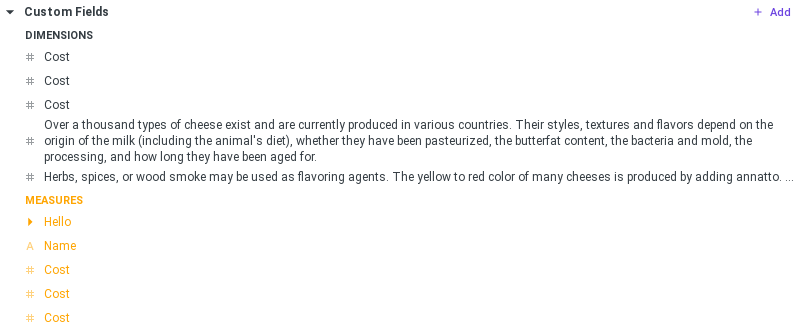 Custom Fields
Add
DIMENSIONS
Cost
Cost
Cost
Over a thousand types of cheese exist and are currently produced in various countries. Their styles, textures and flavors depend on the
origin of the milk (including the animal's diet), whether they have been pasteurized, the butterfat content, the bacteria and mold, the
processing, and how long they have been aged for.
Herbs, spices, or wood smoke may be used as flavoring agents. The yellow to red color of many cheeses is produced by adding annatto. ...
MEASURES
Hello
A Name
Cost
Cost
Cost